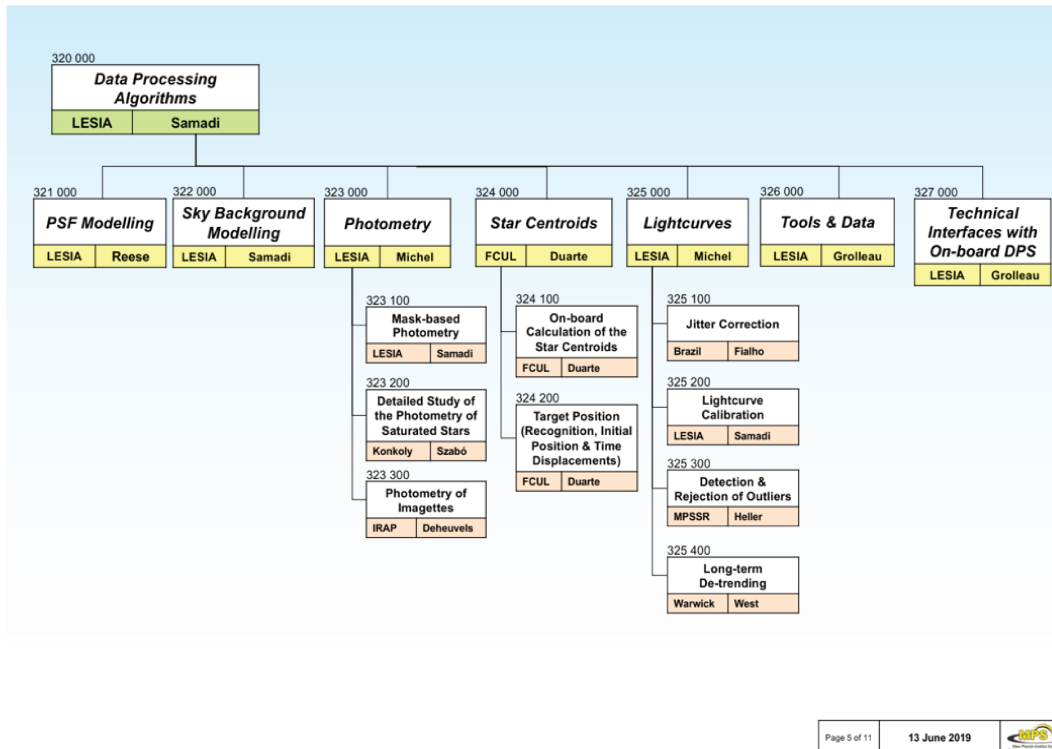 320 000
Data Processing
Algorithms
LESIA Samadi
321 000
PSF Modelling
LESIA Reese
322 000
Sky Background
Modelling
LESIA Samadi
323 000
Photometry
LESIA Michel
324 000
Star Centroids
FCUL Duarte
325 000
Lightcurves
LESIA Michel
326 000
Tools & Data
LESIA Grolleau
327 000
Technical
Interfaces with
On-board DPS
LESIA Grolleau
323 100
Mask-based
Photometry
LESIA Samadi
323 200
Detailed Study of
the Photometry of
Saturated Stars
Konkoly Szabó
323 300
Photometry of
Imagettes
IRAP Deheuvels
324 100
On-board
Calculation of the
Star Centroids
FCUL Duarte
324 200
Target Position
(Recognition, Initial
Position & Time
Displacements)
FCUL Duarte
325 100
Jitter Correction
Brazil Fialho
325 200
Lightcurve
Calibration
LESIA Samadi
325 300
Detection &
Rejection of Outliers
MPSSR Heller
325 400
Long-term
De-trending
Warwick West
Page 5 of 11
13 June 2019
MPS